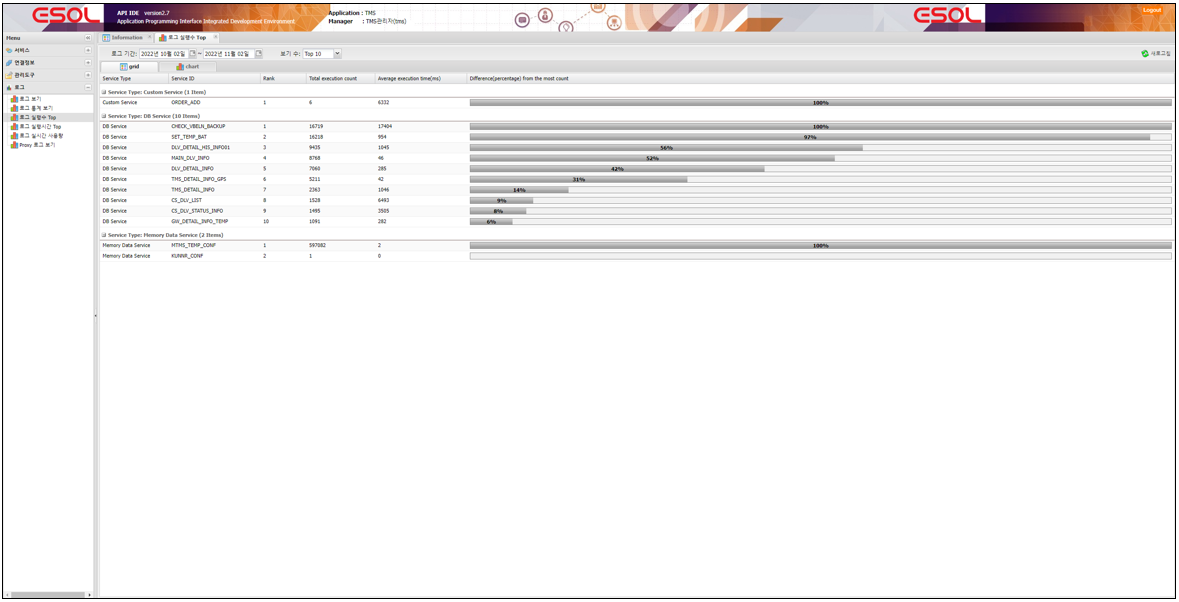 ESOL
API IDE version2.7
Application Programming Interface Integrated Development Environment
Application : TMS
Manager : TMS관리자(tms)
ESOL
Logout
Menu
서비스
연결정보
관리도구
로그
로그 보기
로그 통계 보기
로그 실행수 Top
로그 실행시간 Top
로그 실시간 사용량
Proxy 로그 보기
Information
로그 실행수 Top
로그 기간: 2022년 10월 02일 ~ 2022년 11월 02일 보기 수: Top 10
새로고침
grid chart
Service Type Service ID Rank Total execution count Average execution time(ms) Difference(percentage) from the most count
Service Type: Custom Service (1 Item)
Custom Service ORDER_ADD 1 6 6332 100%
Service Type: DB Service (10 Items)
DB Service CHECK_VBELN_BACKUP 1 16719 17404 100%
DB Service SET_TEMP_BAT 2 16218 954 97%
DB Service DLV_DETAIL_HIS_INFO01 3 9435 1045 56%
DB Service MAIN_DLV_INFO 4 8768 46 52%
DB Service DLV_DETAIL_INFO 5 7060 285 42%
DB Service TMS_DETAIL_INFO_GPS 6 5211 42 31%
DB Service TMS_DETAIL_INFO 7 2363 1046 14%
DB Service CS_DLV_LIST 8 1528 6493 9%
DB Service CS_DLV_STATUS_INFO 9 1495 3505 8%
DB Service GW_DETAIL_INFO_TEMP 10 1091 282 6%
Service Type: Memory Data Service (2 Items)
Memory Data Service MTMS_TEMP_CONF 1 597082 2 100%
Memory Data Service KUNNR_CONF 2 1 0